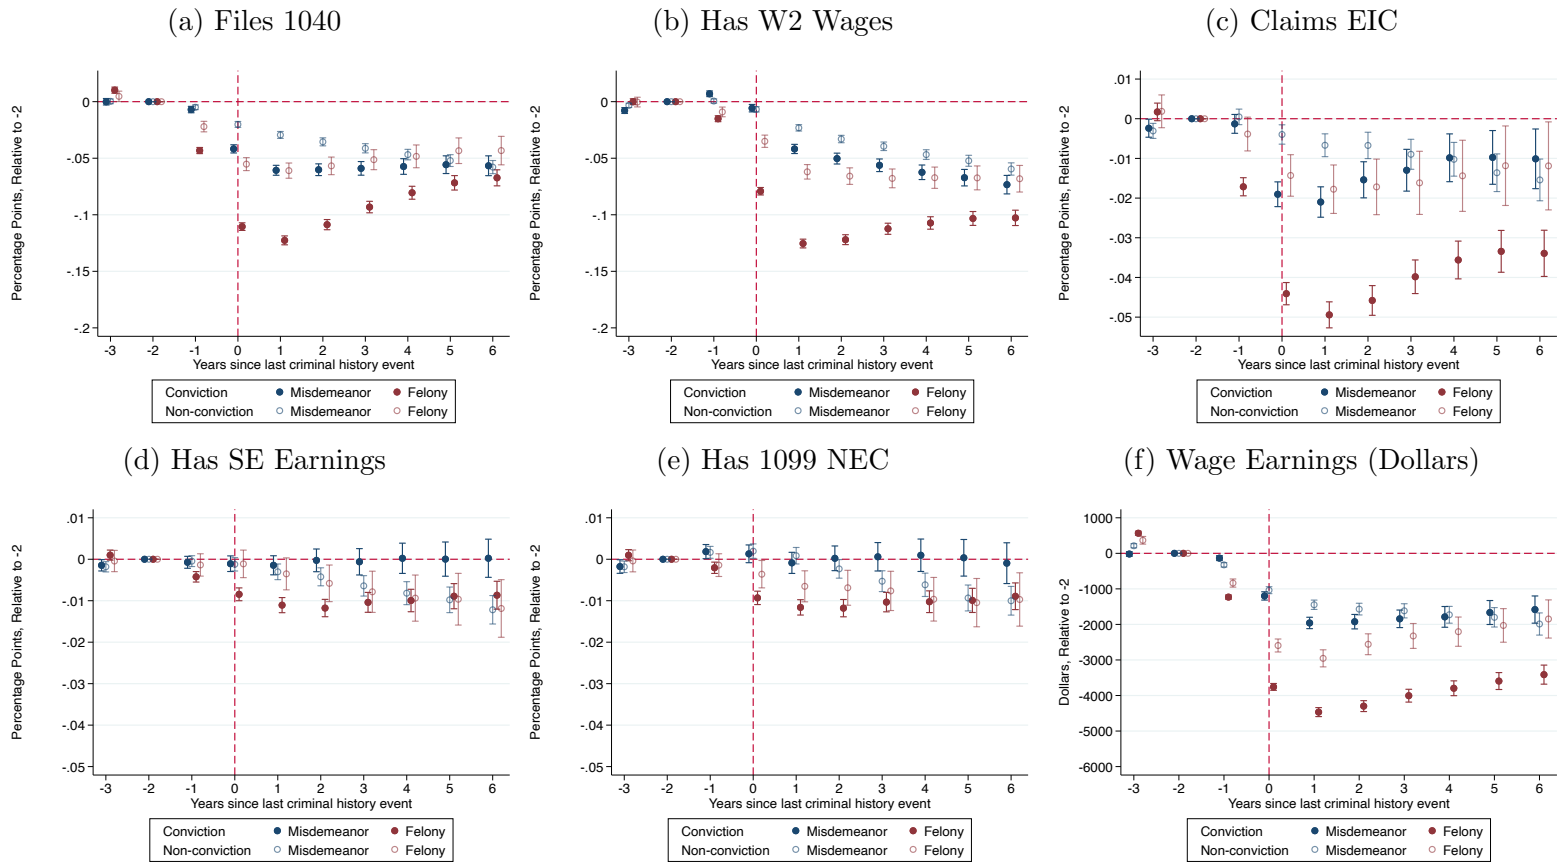 (a) Files 1040
Percentage Points, Relative to -2
0
-.05
-.1
-.15
-.2
-3 -2 -1 0 1 2 3 4 5 6
Years since last criminal history event
Conviction Misdemeanor Felony
Non-conviction Misdemeanor Felony
(b) Has W2 Wages
Percentage Points, Relative to -2
0
-.05
-.1
-.15
-.2
-3 -2 -1 0 1 2 3 4 5 6
Years since last criminal history event
Conviction Misdemeanor Felony
Non-conviction Misdemeanor Felony
(c) Claims EIC
Percentage Points, Relative to -2
.01
0
-.01
-.02
-.03
-.04
-.05
-3 -2 -1 0 1 2 3 4 5 6
Years since last criminal history event
Conviction Misdemeanor Felony
Non-conviction Misdemeanor Felony
(d) Has SE Earnings
Percentage Points, Relative to -2
.01
0
-.01
-.02
-.03
-.04
-.05
-3 -2 -1 0 1 2 3 4 5 6
Years since last criminal history event
Conviction Misdemeanor Felony
Non-conviction Misdemeanor Felony
(e) Has 1099 NEC
Percentage Points, Relative to -2
.01
0
-.01
-.02
-.03
-.04
-.05
-3 -2 -1 0 1 2 3 4 5 6
Years since last criminal history event
Conviction Misdemeanor Felony
Non-conviction Misdemeanor Felony
(f) Wage Earnings (Dollars)
Dollars, Relative to -2
1000
0
-1000
-2000
-3000
-4000
-5000
-6000
-3 -2 -1 0 1 2 3 4 5 6
Years since last criminal history event
Conviction Misdemeanor Felony
Non-conviction Misdemeanor Felony